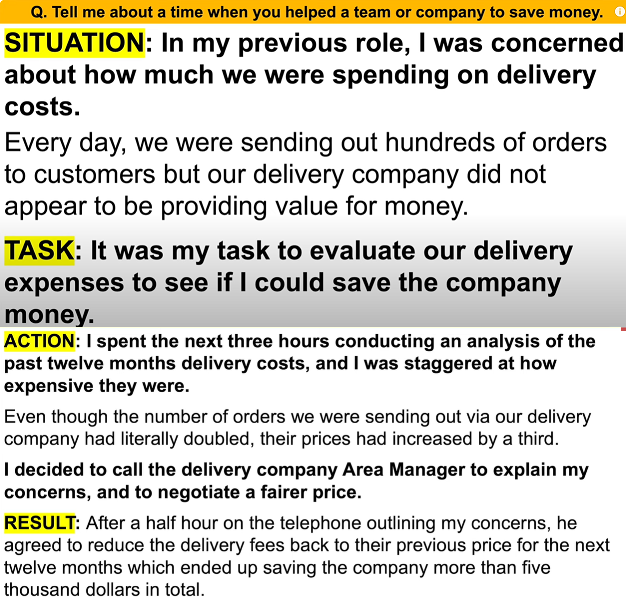 Q. Tell me about a time when you helped a team or company to save money.
SITUATION: In my previous role, I was concerned
about how much we were spending on delivery
costs.
Every day, we were sending out hundreds of orders
to customers but our delivery company did not
appear to be providing value for money.
TASK: It was my task to evaluate our delivery
expenses to see if I could save the company
money.
ACTION: I spent the next three hours conducting an analysis of the
past twelve months delivery costs, and I was staggered at how
expensive they were.
Even though the number of orders we were sending out via our delivery
company had literally doubled, their prices had increased by a third.
I decided to call the delivery company Area Manager to explain my
concerns, and to negotiate a fairer price.
RESULT: After a half hour on the telephone outlining my concerns, he
agreed to reduce the delivery fees back to their previous price for the next
twelve months which ended up saving the company more than five
thousand dollars in total.